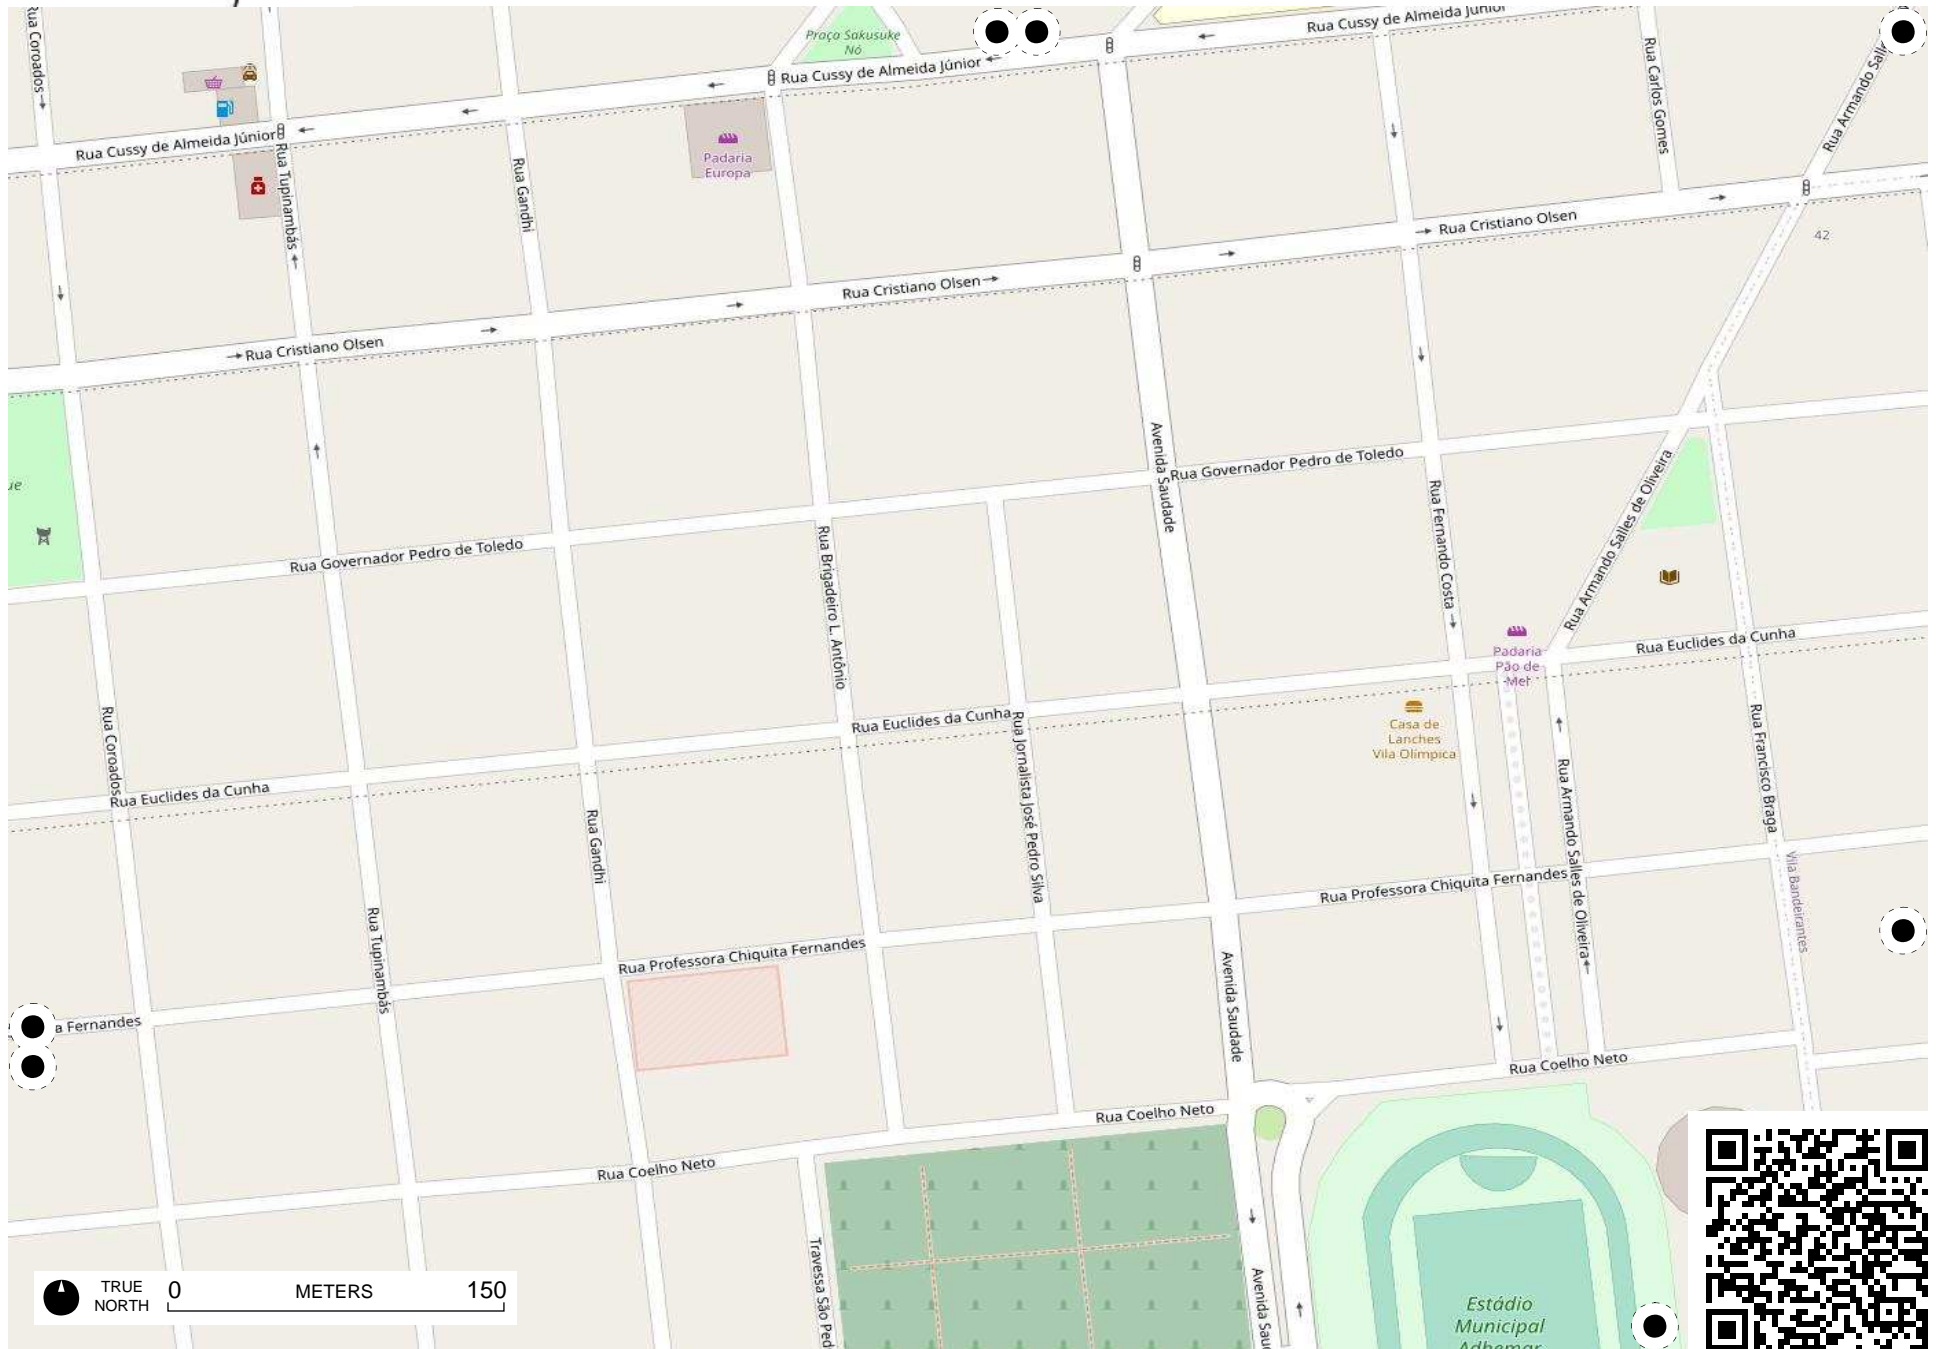 Rua Coroados
Praça Sakusuke
Nó
Rua Cussy de Almeida Júnior
Rua Cussy de Almeida Júnior
Rua Cussy de Almeida Júnior
Rua Carlos Gomes
Rua Armando Salle
Rua Tupinambás
Rua Gandhi
Padaria
Europa
Rua Cristiano Olsen
42
Rua Cristiano Olsen
Rua Cristiano Olsen
Avenida Saudade
Rua Governador Pedro de Toledo
Rua Fernando Costa
Rua Armando Salles de Oliveira
ue
Rua Governador Pedro de Toledo
Rua Brigadeiro L. Antônio
Padaria
Pão de
Mel
Rua Euclides da Cunha
Casa de
Lanches
Vila Olímpica
Rua Euclides da Cunha
Rua Jornalista José Pedro Silva
Rua Coroados
Rua Euclides da Cunha
Rua Gandhi
Rua Armando Salles de Oliveira
Rua Francisco Braga
Vila Bandeirantes
Rua Professora Chiquita Fernandes
Rua Tupinambás
Rua Professora Chiquita Fernandes
Avenida Saudade
a Fernandes
Rua Coelho Neto
Rua Coelho Neto
Rua Coelho Neto
Travessa São Ped
Avenida Saud
Estádio
Municipal
Adhemar
TRUE
NORTH
0 METERS 150